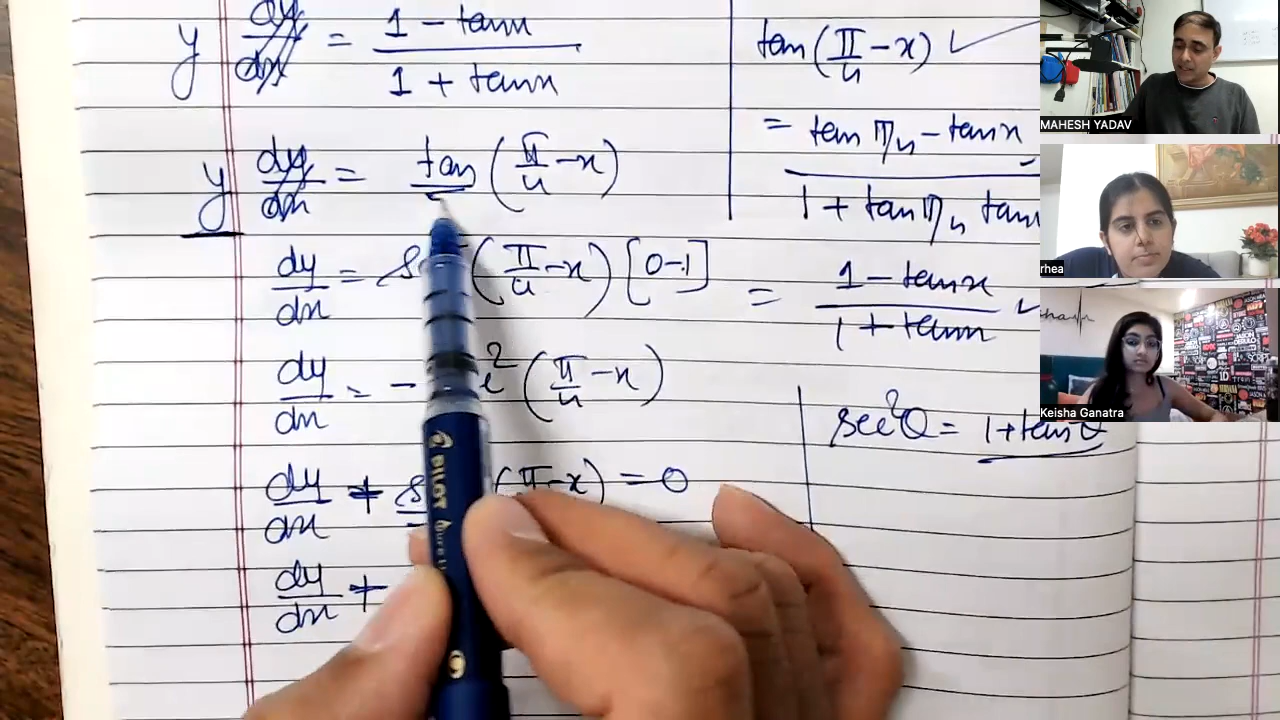 y dy/dx = (1 - tanx)/(1 + tanx)
y dy/dx = tan(π/4 - x)
dy/dx = (π/4 - x) [0-1]
dy/dx = - (π/4 - x)
dy/dx + (π - x) = 0
dy/dx +
tan(π/4 - x) ✓
= (tan π/4 - tanx)/(1 + tan π/4 tan
= (1 - tanx)/(1 + tanx) ✓
sec²θ = 1+tan²θ
PILOT
MAHESH YADAV
rhea
Keisha Ganatra